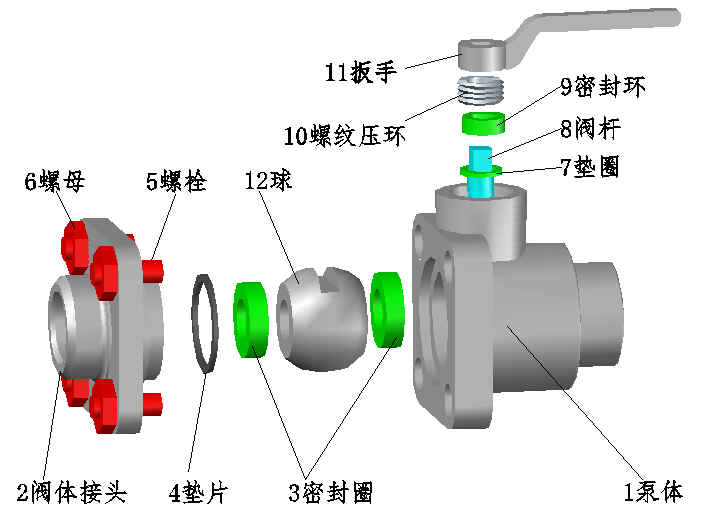 11扳手
9密封环
10螺纹压环
8阀杆
7垫圈
6螺母
5螺栓
12球
2阀体接头
4垫片
3密封圈
1泵体